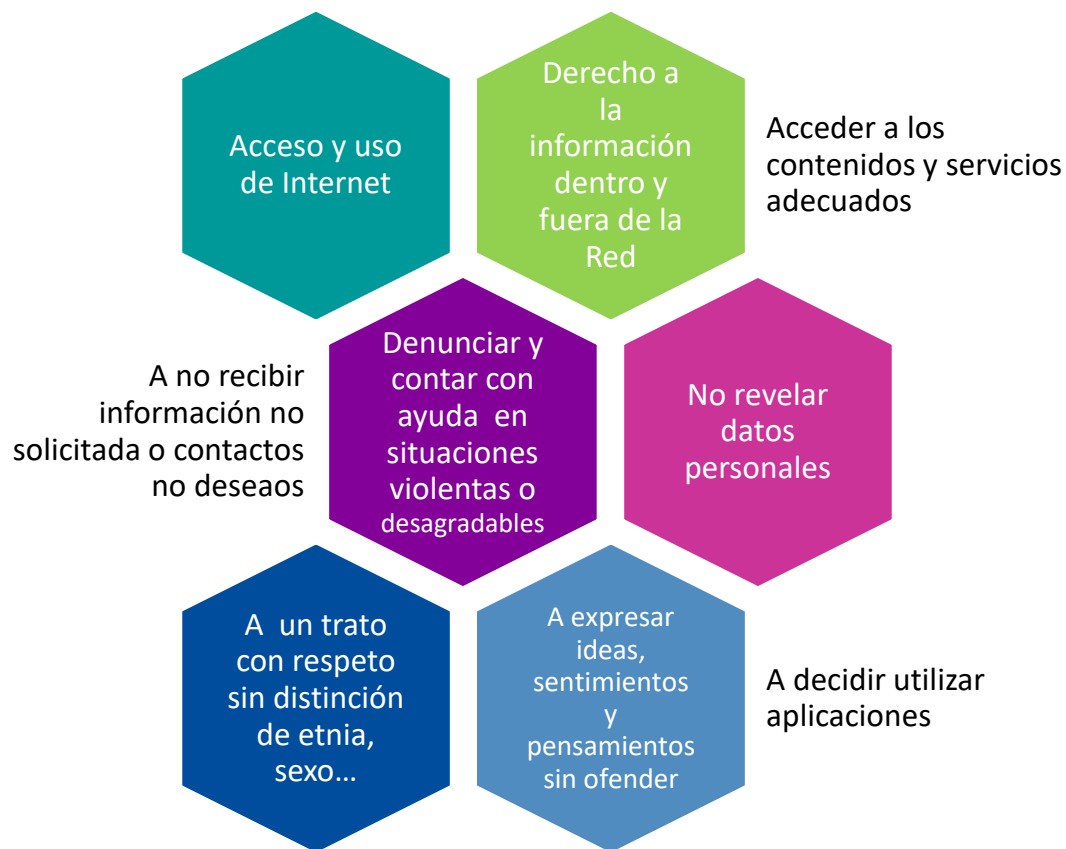 Acceso y uso
de Internet
Derecho a
la
información
dentro y
fuera de la
Red
Acceder a los
contenidos y servicios
adecuados
A no recibir
información no
solicitada o contactos
no deseaos
Denunciar y
contar con
ayuda en
situaciones
violentas o
desagradables
No revelar
datos
personales
A un trato
con respeto
sin distinción
de etnia,
sexo…
A expresar
ideas,
sentimientos
y
pensamientos
sin ofender
A decidir utilizar
aplicaciones